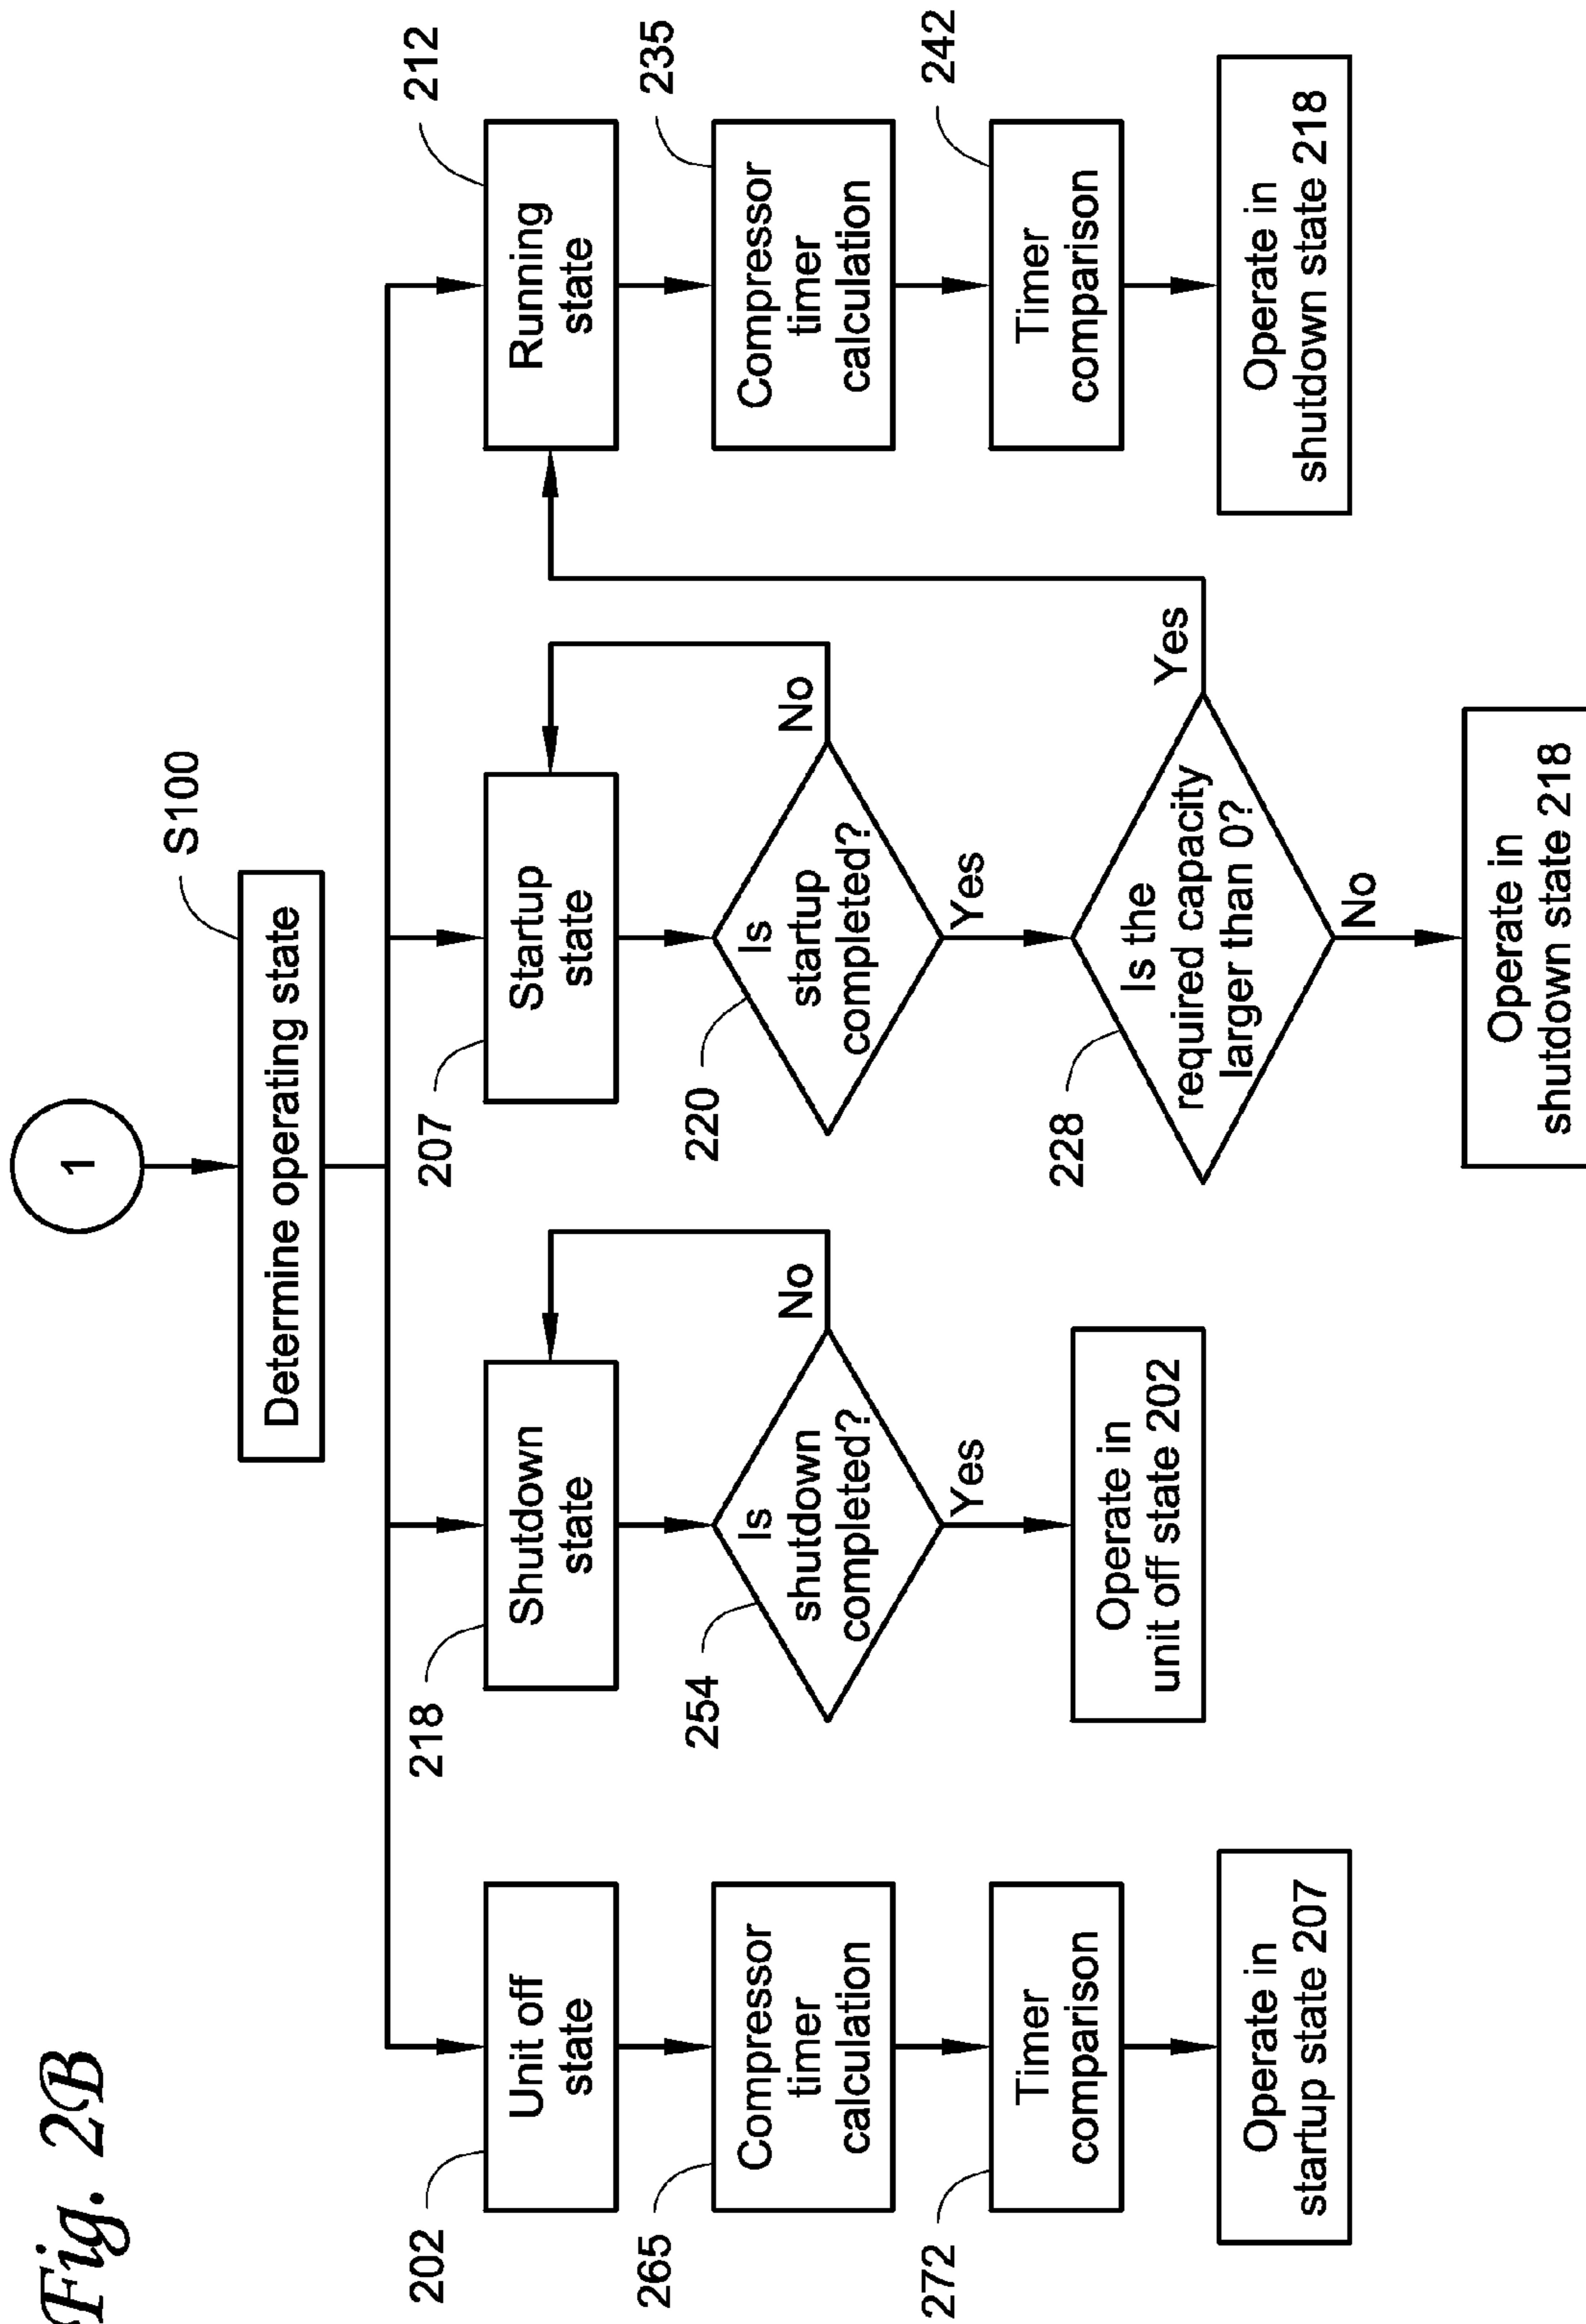 Fig. 2B
1
S100
Determine operating state
202
Unit off
state
265
Compressor
timer
calculation
272
Timer
comparison
Operate in
startup state 207
218
Shutdown
state
254
Is
shutdown
completed?
No
Yes
Operate in
unit off state 202
207
Startup
state
220
Is
startup
completed?
No
Yes
228
Is the
required capacity
larger than 0?
Yes
No
Operate in
shutdown state 218
212
Running
state
235
Compressor
timer
calculation
242
Timer
comparison
Operate in
shutdown state 218